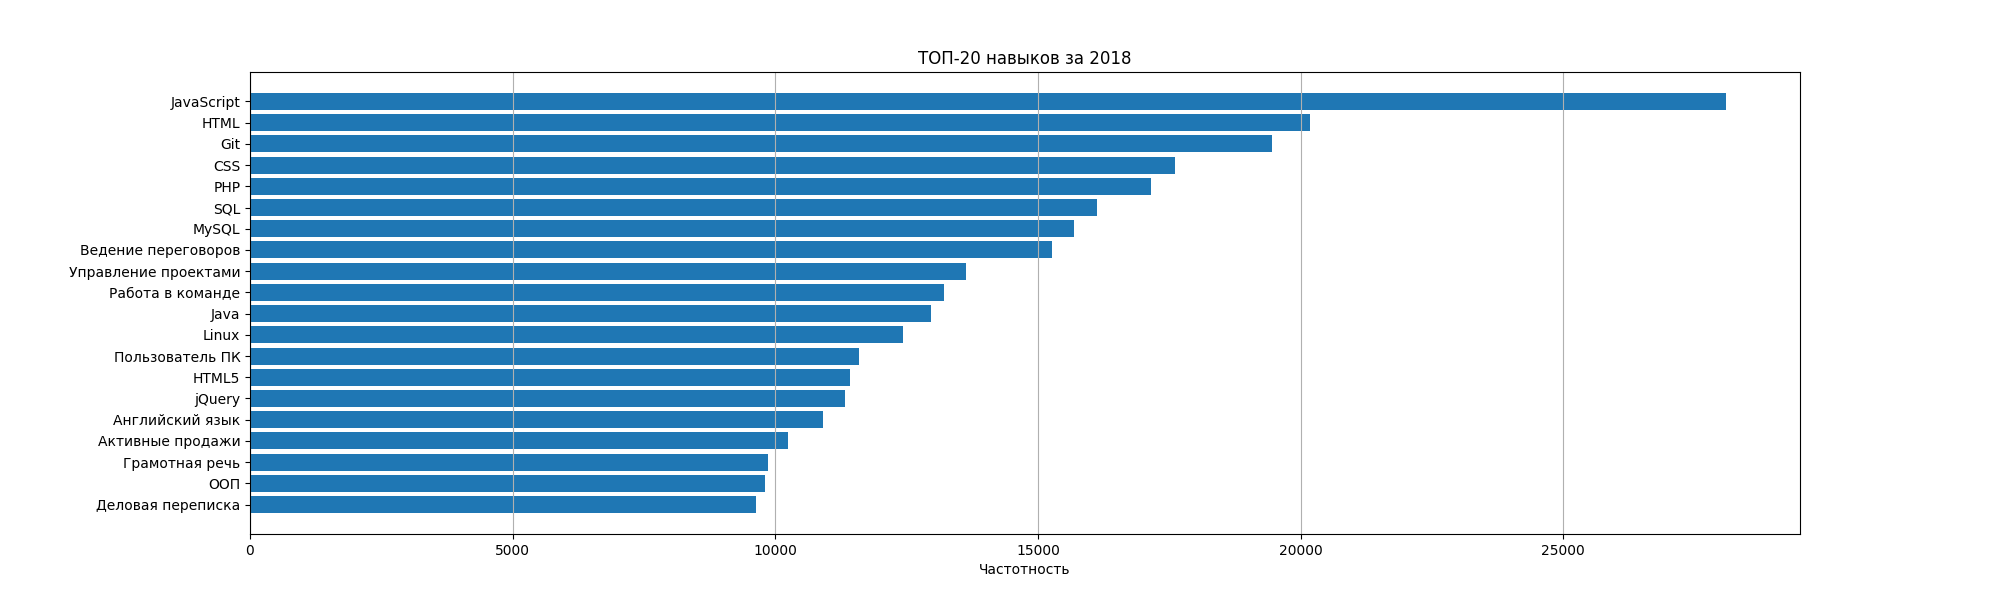 ТОП-20 навыков за 2018
JavaScript
HTML
Git
CSS
PHP
SQL
MySQL
Ведение переговоров
Управление проектами
Работа в команде
Java
Linux
Пользователь ПК
HTML5
jQuery
Английский язык
Активные продажи
Грамотная речь
ООП
Деловая переписка
0 5000 10000 15000 20000 25000
Частотность